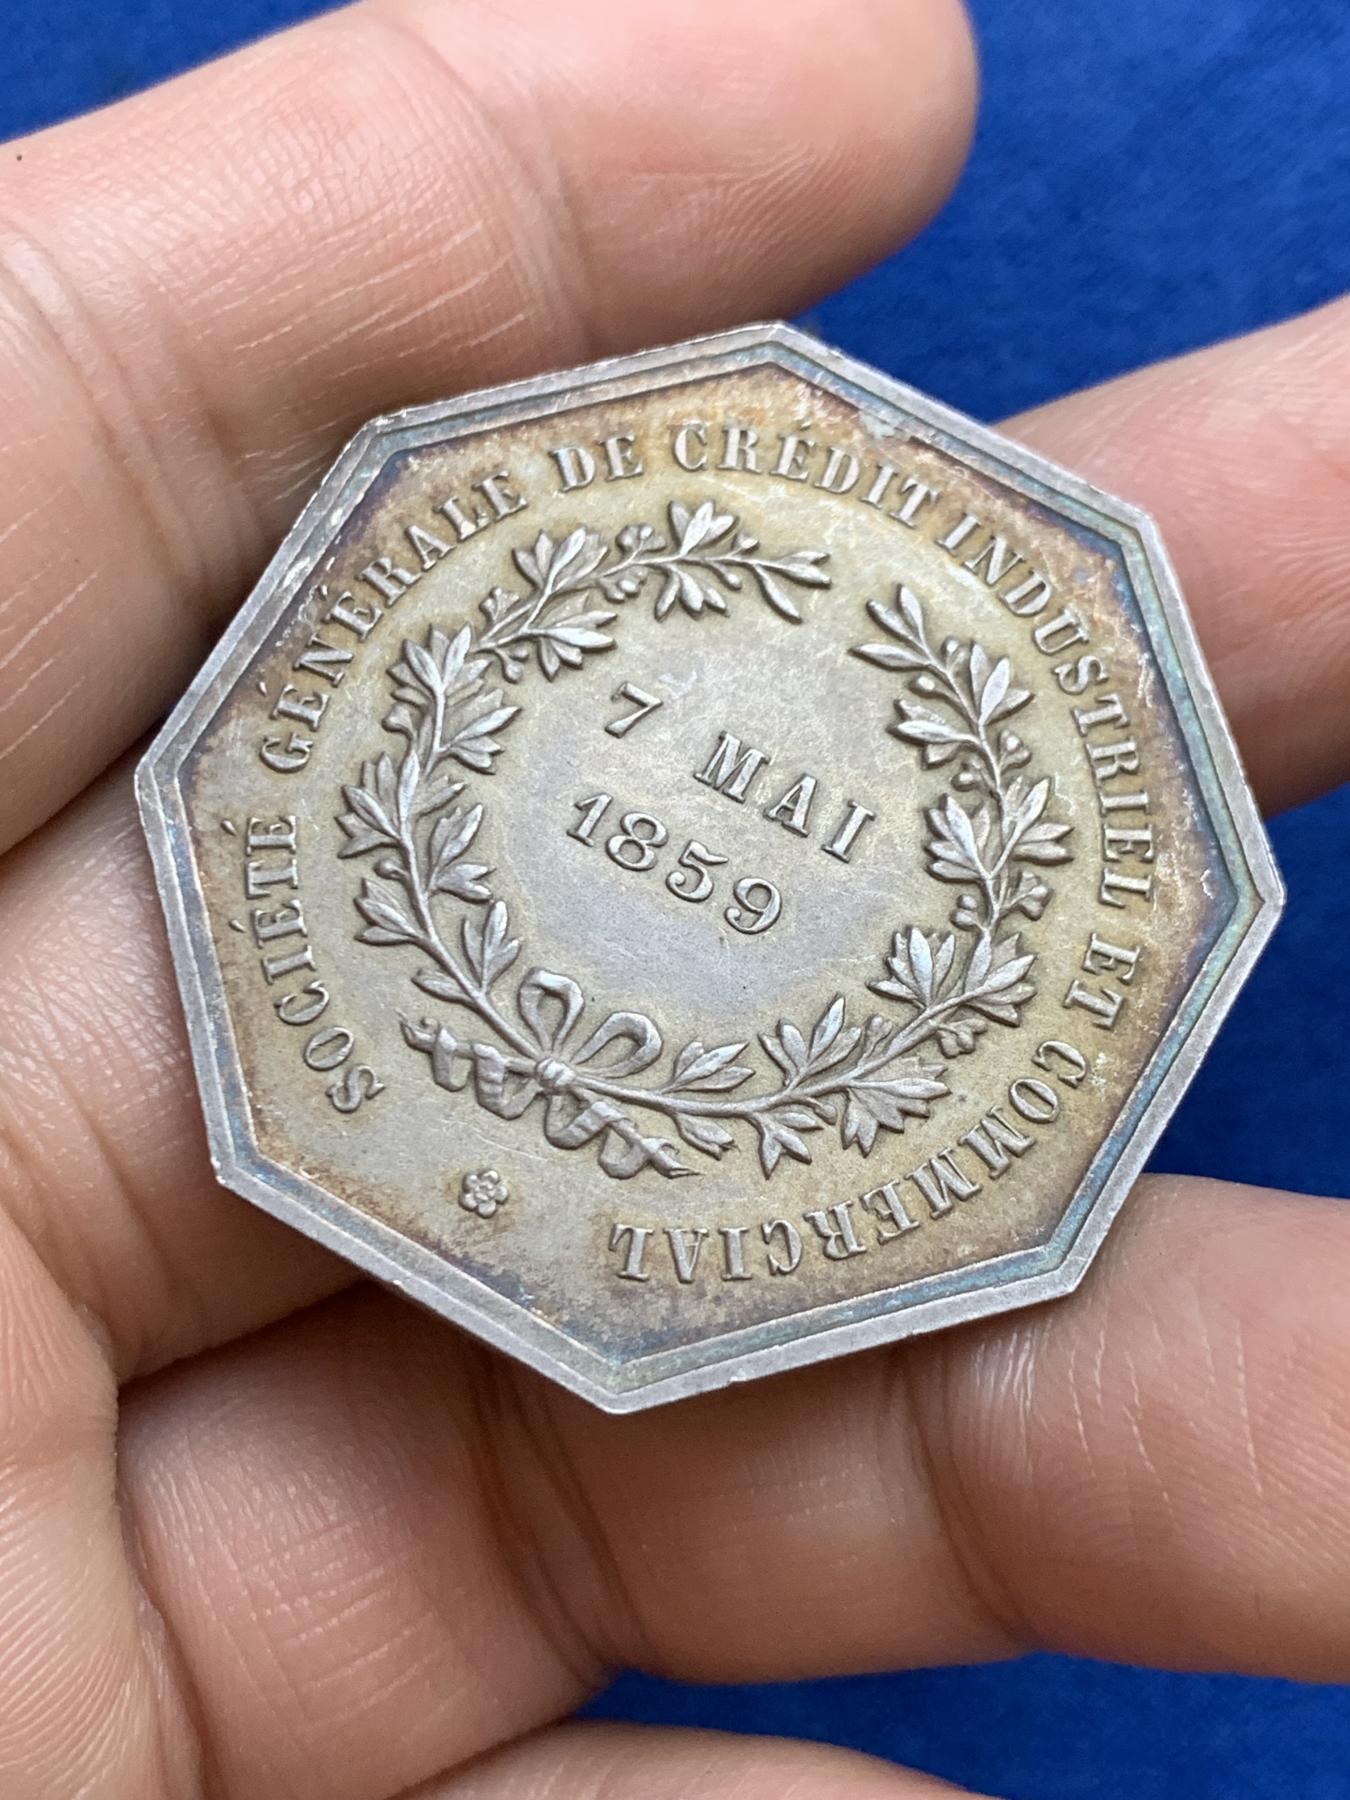 SOCIÉTÉ GÉNÉRALE DE CRÉDIT INDUSTRIEL ET COMMERCIAL
7 MAI
1859